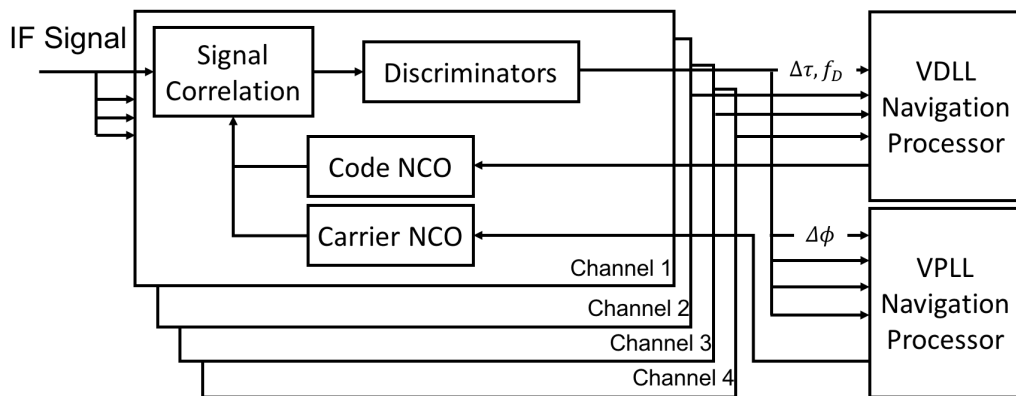 IF Signal
Signal
Correlation
Discriminators
Δτ, f_D
VDLL
Navigation
Processor
Code NCO
Carrier NCO
Δϕ
VPLL
Navigation
Processor
Channel 1
Channel 2
Channel 3
Channel 4